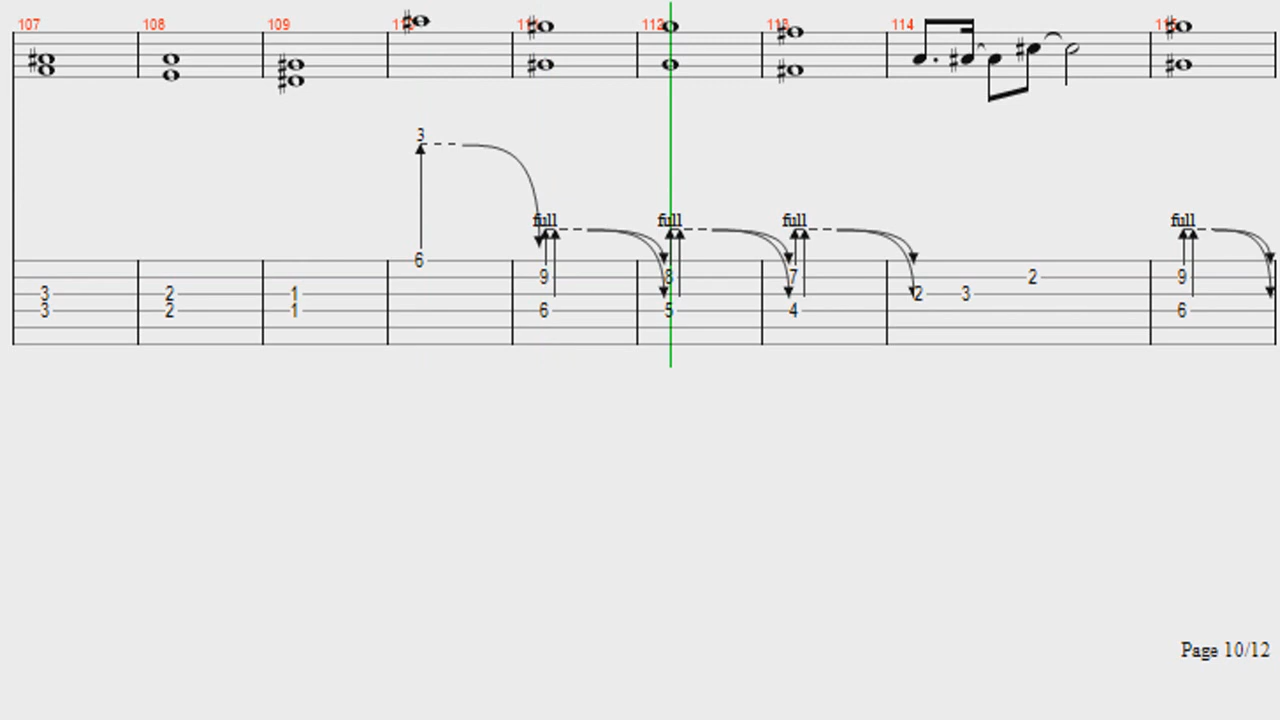 107 108 109 113 114
3
full full full full
6
9 8 7 2 9
3 2 1 2 3
3 2 1 6 5 4 6
Page 10/12